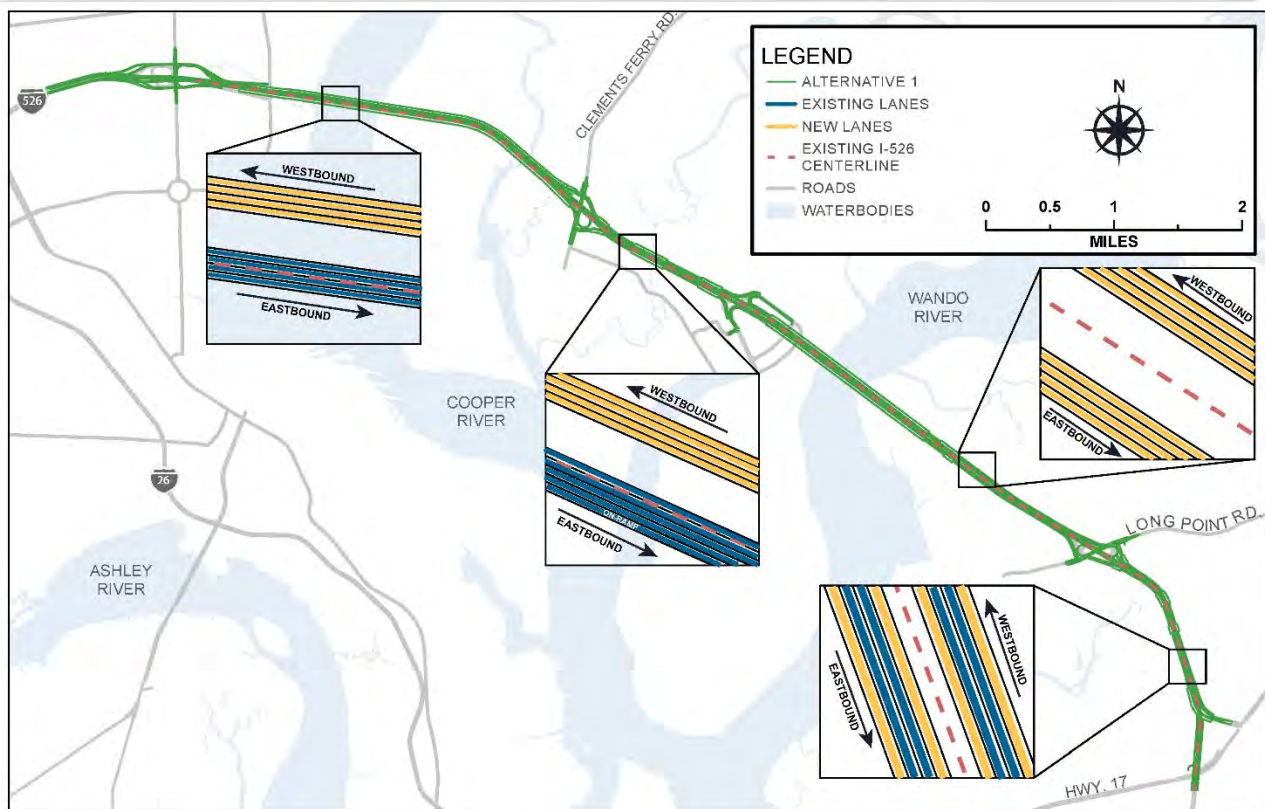 LEGEND
ALTERNATIVE 1
EXISTING LANES
NEW LANES
EXISTING I-526
CENTERLINE
ROADS
WATERBODIES
N
0 0.5 1 2
MILES
526
CLEMENTS FERRY RD.
WESTBOUND
EASTBOUND
WANDO
RIVER
WESTBOUND
EASTBOUND
COOPER
RIVER
WESTBOUND
ON-RAMP
EASTBOUND
26
LONG POINT RD.
ASHLEY
RIVER
WESTBOUND
EASTBOUND
HWY. 17